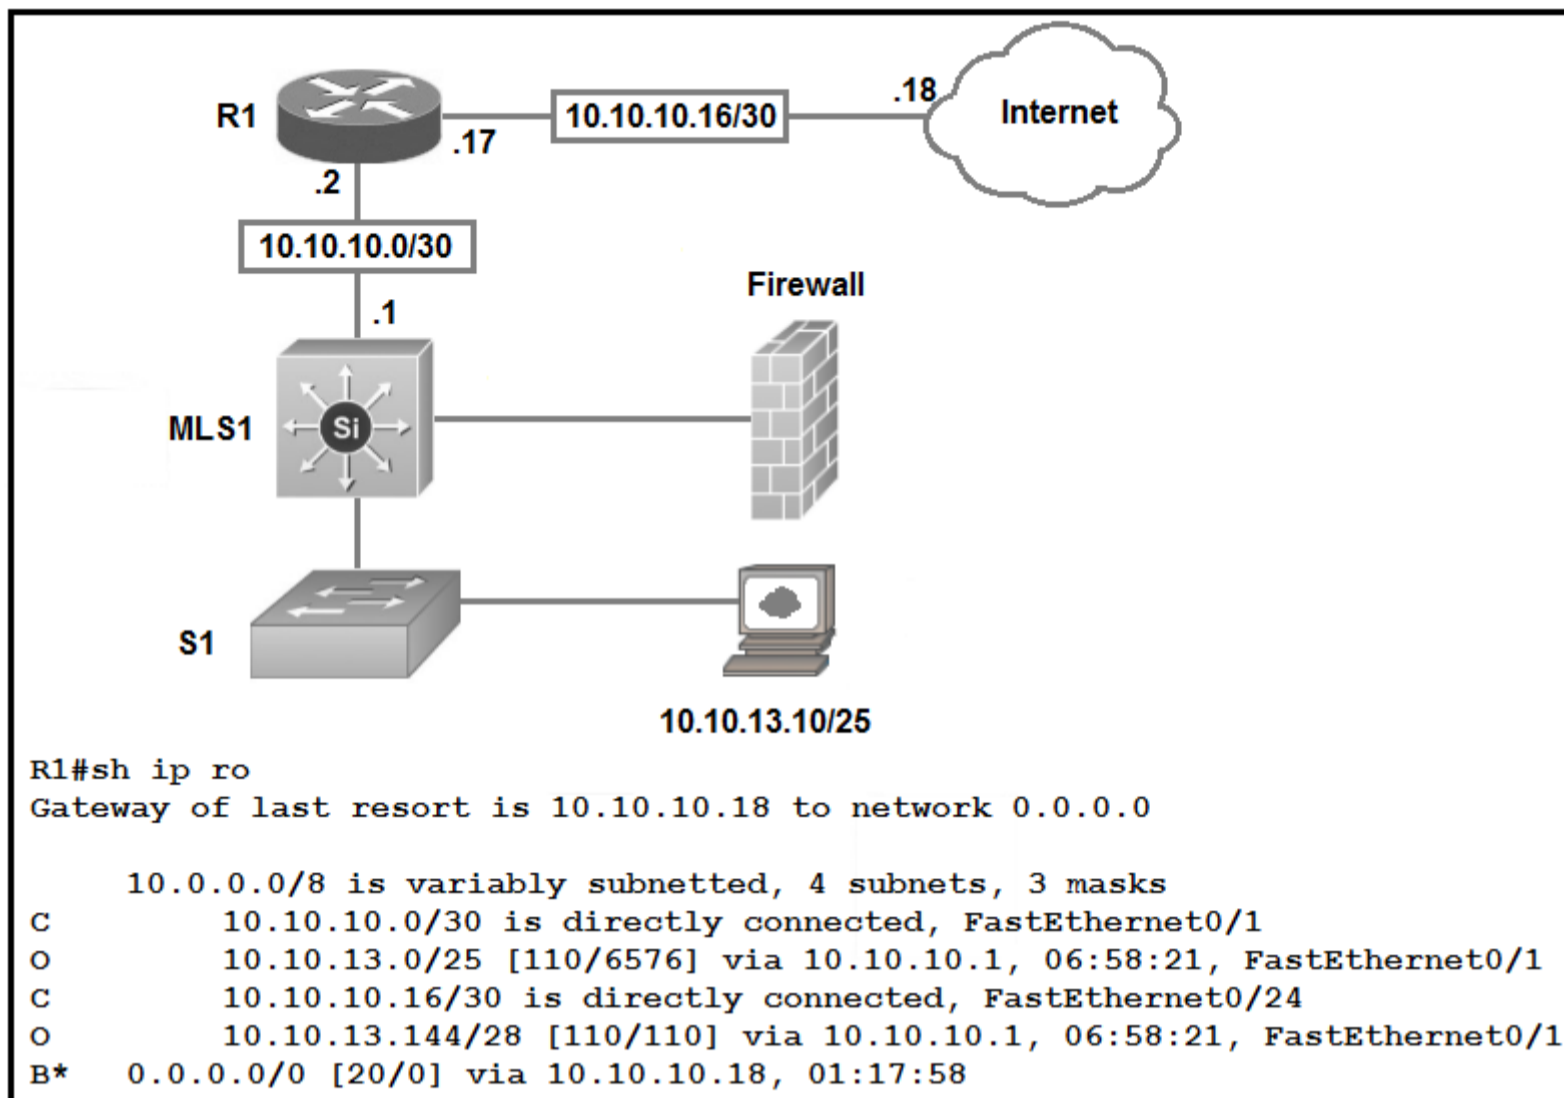 .18
Internet
R1
10.10.10.16/30
.17
.2
10.10.10.0/30
Firewall
.1
MLS1
Si
S1
10.10.13.10/25
R1#sh ip ro
Gateway of last resort is 10.10.10.18 to network 0.0.0.0
10.0.0.0/8 is variably subnetted, 4 subnets, 3 masks
C 10.10.10.0/30 is directly connected, FastEthernet0/1
O 10.10.13.0/25 [110/6576] via 10.10.10.1, 06:58:21, FastEthernet0/1
C 10.10.10.16/30 is directly connected, FastEthernet0/24
O 10.10.13.144/28 [110/110] via 10.10.10.1, 06:58:21, FastEthernet0/1
B* 0.0.0.0/0 [20/0] via 10.10.10.18, 01:17:58